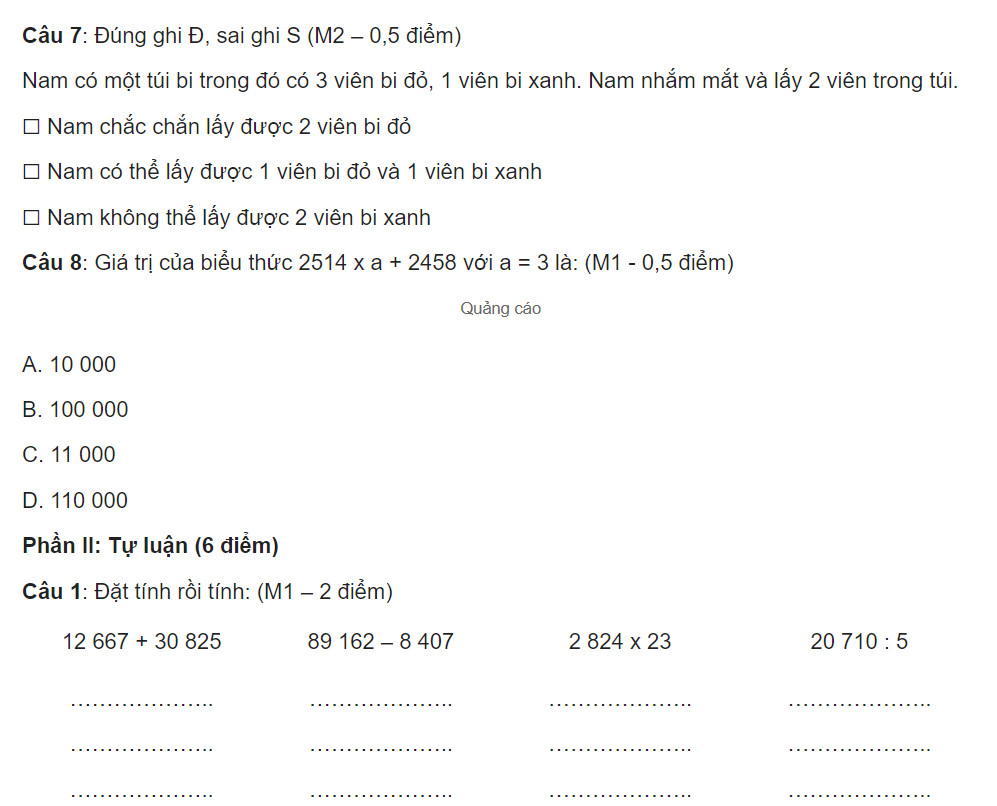 Câu 7: Đúng ghi Đ, sai ghi S (M2 – 0,5 điểm)
Nam có một túi bi trong đó có 3 viên bi đỏ, 1 viên bi xanh. Nam nhắm mắt và lấy 2 viên trong túi.
☐ Nam chắc chắn lấy được 2 viên bi đỏ
☐ Nam có thể lấy được 1 viên bi đỏ và 1 viên bi xanh
☐ Nam không thể lấy được 2 viên bi xanh
Câu 8: Giá trị của biểu thức 2514 x a + 2458 với a = 3 là: (M1 - 0,5 điểm)
Quảng cáo
A. 10 000
B. 100 000
C. 11 000
D. 110 000
Phần II: Tự luận (6 điểm)
Câu 1: Đặt tính rồi tính: (M1 – 2 điểm)
12 667 + 30 825 89 162 – 8 407 2 824 x 23 20 710 : 5
……………….. ……………….. ……………….. ………………..
……………….. ……………….. ……………….. ………………..
……………….. ……………….. ……………….. ………………..